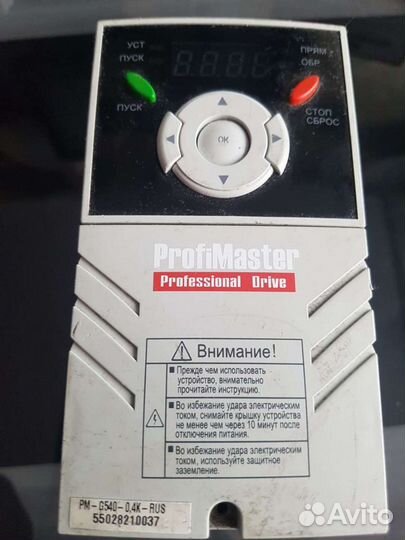 УСТ
ПУСК
ПРЯМ
ОБР
ПУСК
OK
СТОП
СБРОС
ProfiMaster
Professional Drive
Внимание!
Прежде чем использовать
устройство, внимательно
прочитайте инструкцию.
Во избежание удара электрическим
током, снимайте крышку устройства
не менее чем через 10 минут после
отключения питания.
Во избежание удара электрическим
током, используйте защитное
заземление.
PM-G540-0,4K-RUS
55028210037
Avito